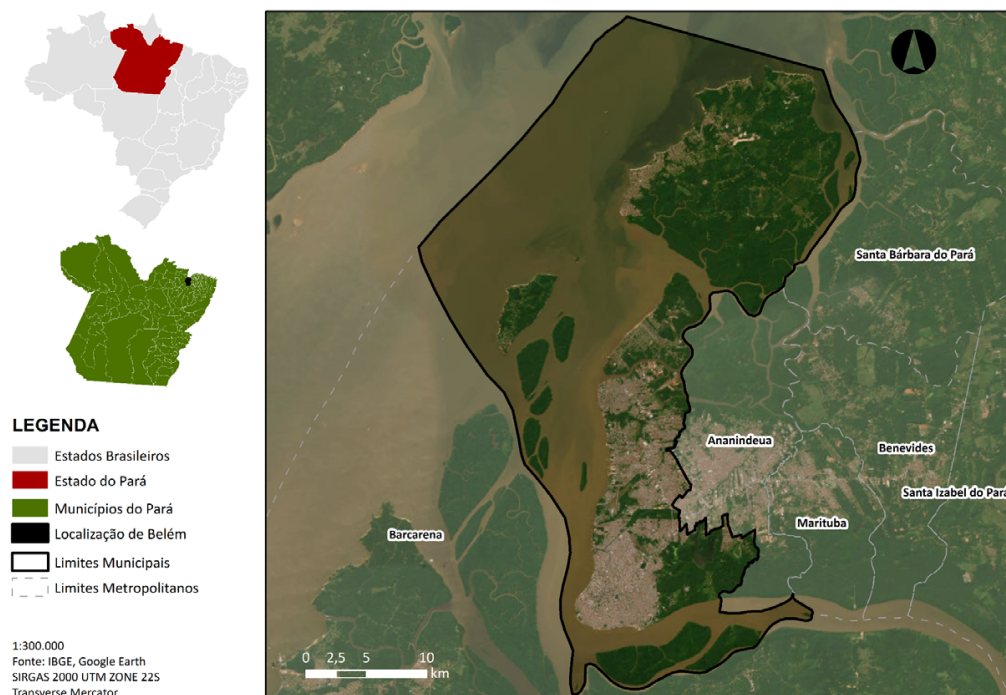 LEGENDA
Estados Brasileiros
Estado do Pará
Municípios do Pará
Localização de Belém
Limites Municipais
Limites Metropolitanos
1:300.000
Fonte: IBGE, Google Earth
SIRGAS 2000 UTM ZONE 22S
Transverse Mercator
Santa Bárbara do Pará
Ananindeua
Benevides
Santa Izabel do Pará
Marituba
Barcarena
0 2,5 5 10
km